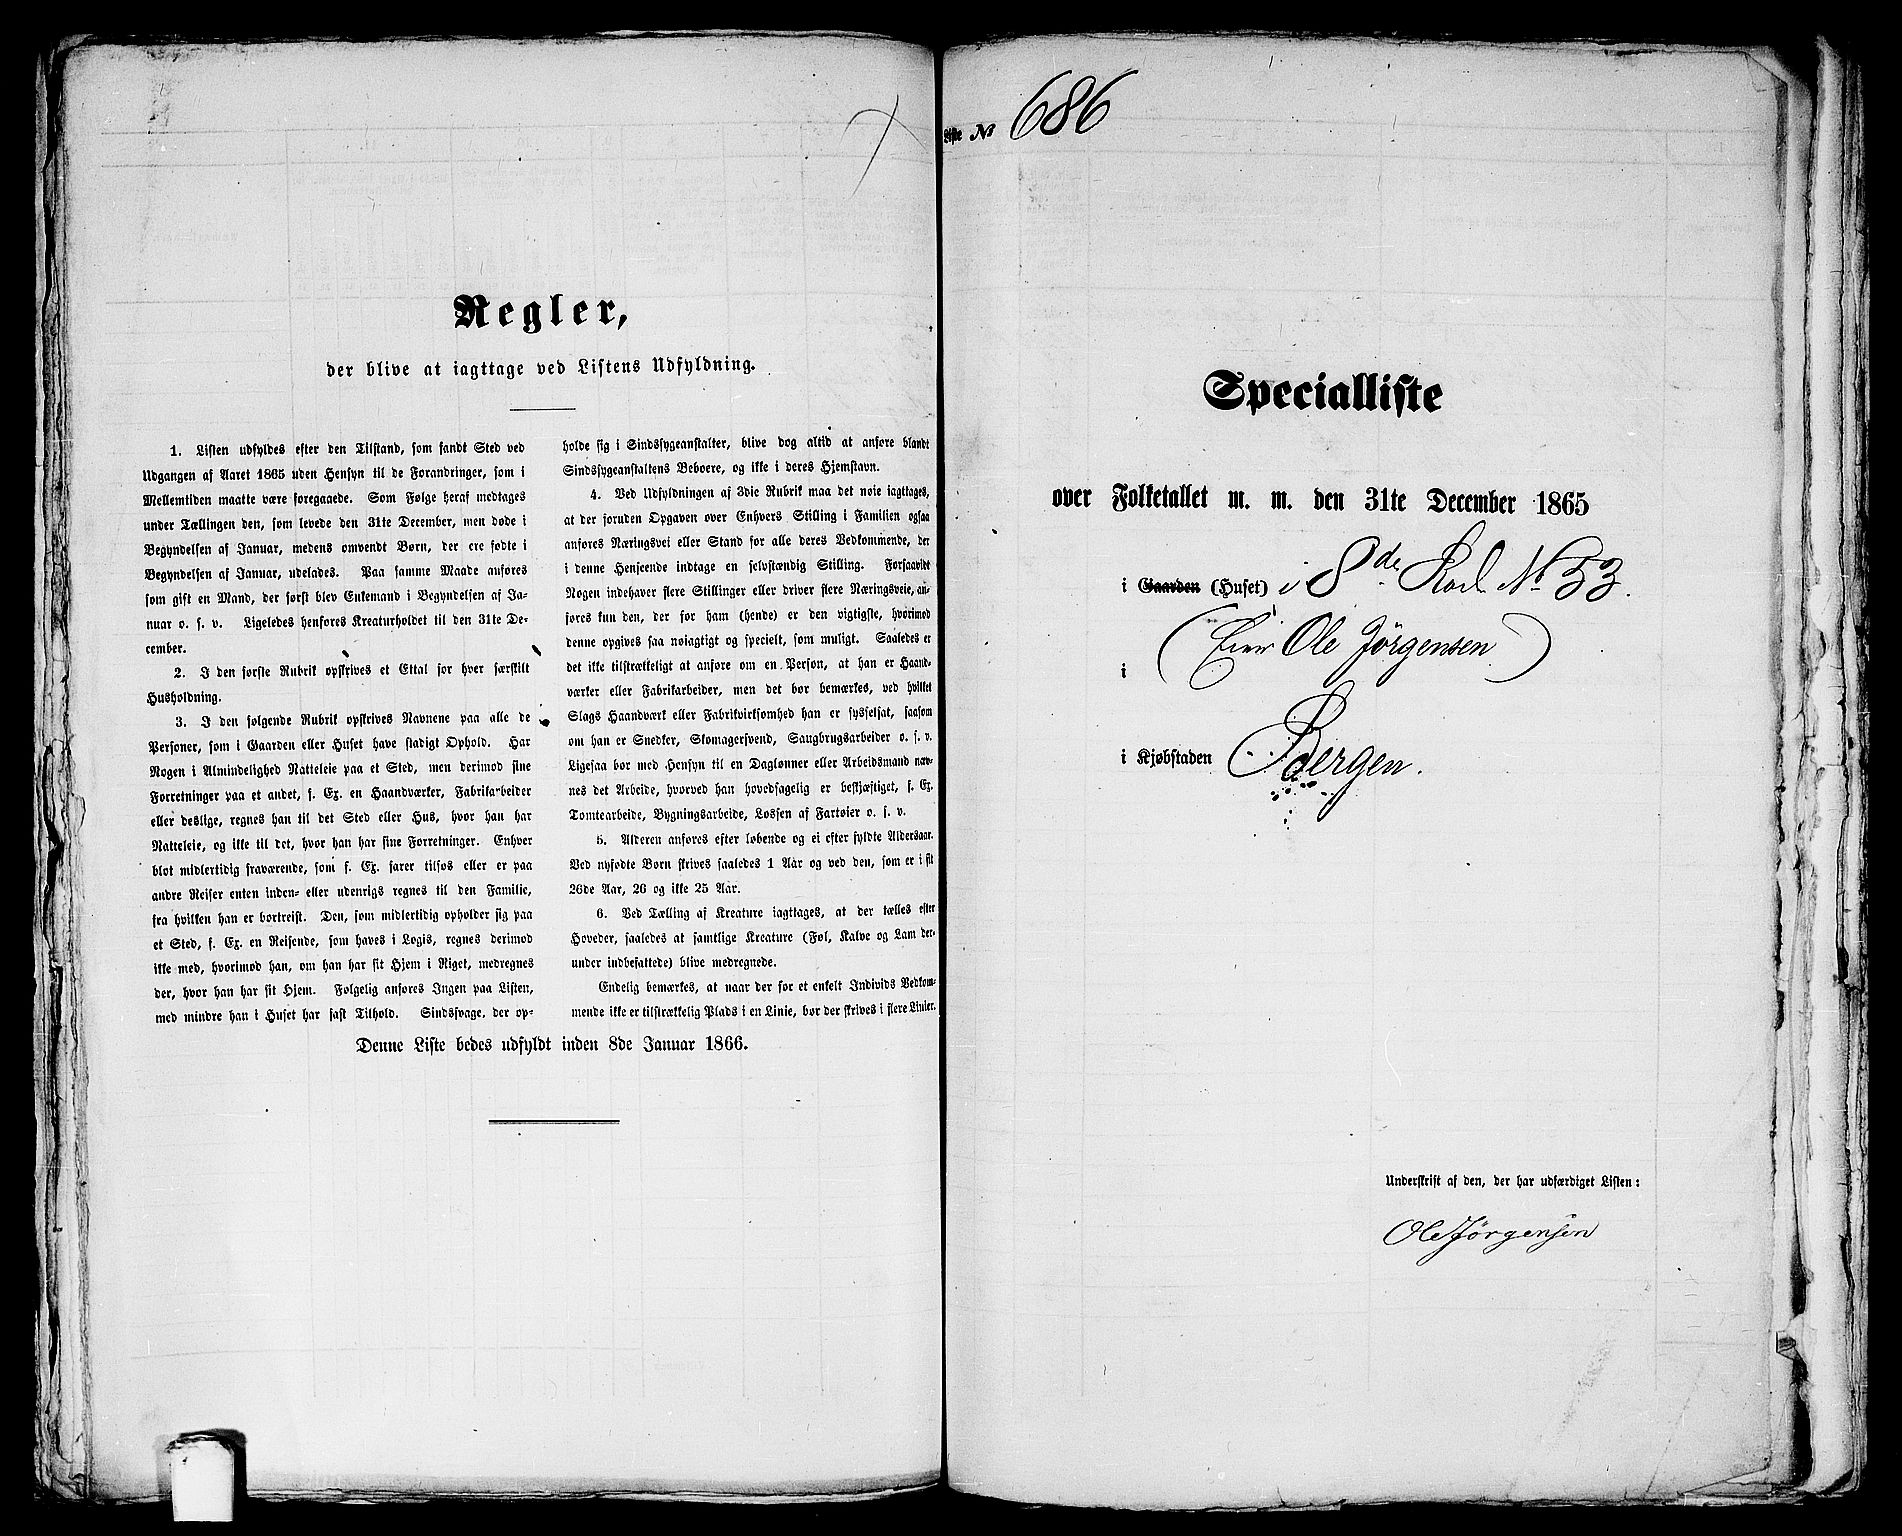 Regler,
der blive at iagttage ved Listens Udfyldning.
1. Listen udfyldes efter den Tilstand, som fandt Sted ved
Udgangen af Aaret 1865 uden Hensyn til de Forandringer, som i
Mellemtiden maatte være foregaaede. Som Følge heraf medtages
under Tællingen den, som levede den 31te December, men døde i
Begyndelsen af Januar, medens omvendt Børn, der ere fødte i
Begyndelsen af Januar, udelades. Paa samme Maade anføres
som gift en Mand, der først blev Enkemand i Begyndelsen af Ja-
nuar o. s. v. Ligeledes henføres Kreaturholdet til den 31te De-
cember.
2. I den første Rubrik opskrives et Ettal for hver særskilt
Husholdning.
3. I den følgende Rubrik opskrives Navnene paa alle de
Personer, som i Gaarden eller Huset have stadigt Ophold. Har
Nogen i Almindelighed Natteleie paa et Sted, men derimod sine
Forretninger paa et andet, f. Ex. en Haandværker, Fabrikarbeider
eller deslige, regnes han til det Sted eller Hus, hvor han har
Natteleie, og ikke til det, hvor han har sine Forretninger. Enhver
blot midlertidig fraværende, som f. Ex. farer tilsøs eller er paa
andre Reiser enten inden- eller udenrigs regnes til den Familie,
fra hvilken han er bortreist. Den, som midlertidig opholder sig paa
et Sted, f. Ex. en Reisende, som haves i Logis, regnes derimod
ikke med, hvorimod han, om han har sit Hjem i Riget, medregnes
der, hvor han har sit Hjem. Følgelig anføres Ingen paa Listen,
med mindre han i Huset har fast Tilhold. Sindssvage, der op-
holde sig i Sindssygeanstalter, blive dog altid at anføre blandt
Sindssygeanstaltens Beboere, og ikke i deres Hjemstavn.
4. Ved Udfyldningen af 3die Rubrik maa det nøie iagttages,
at der foruden Opgaven over Enhvers Stilling i Familien ogsaa
anføres Næringsvei eller Stand for alle deres Vedkommende, der
i denne Henseende indtage en selvstændig Stilling. Forsaavidt
Nogen indehaver flere Stillinger eller driver flere Næringsveie, an-
føres kun den, der for ham (hende) er den vigtigste, hvorimod
denne opgives saa nøiagtigt og specielt, som muligt. Saaledes er
det ikke tilstrækkeligt at anføre om en Person, at han er Haand-
værker eller Fabrikarbeider, men det bør bemærkes, ved hvilket
Slags Haandværk eller Fabrikvirksomhed han er sysselsat, saasom
om han er Snedker, Skomagersvend, Saugbrugsarbeider o. s. v.
Ligesaa bør med Hensyn til en Daglønner eller Arbeidsmand næv-
nes det Arbeide, hvorved han hovedsagelig er beskjæftiget, f. Ex.
Tomtearbeide, Bygningsarbeide, Lossen af Fartøier o. s. v.
5. Alderen anføres efter løbende og ei efter fyldte Aldersaar.
Ved nyfødte Børn skrives saaledes 1 Aar og ved den, som er i sit
26de Aar, 26 og ikke 25 Aar.
6. Ved Tælling af Kreature iagttages, at der tælles efter
Hoveder, saaledes at samtlige Kreature (Føl, Kalve og Lam der-
under indbefattede) blive medregnede.
Endelig bemærkes, at naar der for et enkelt Individs Vedkom-
mende ikke er tilstrækkelig Plads i en Linie, bør der skrives i flere Linier.
Denne Liste bedes udfyldt inden 8de Januar 1866.
Liste No 686
Specialliste
over Folketallet m. m. den 31te December 1865
i Gaarden (Huset) i 8de Rode No 53.
(Eier Ole Jörgensen)
i
i Kjøbstaden Bergen.
Underskrift af den, der har udfærdiget Listen:
Ole Jörgensen